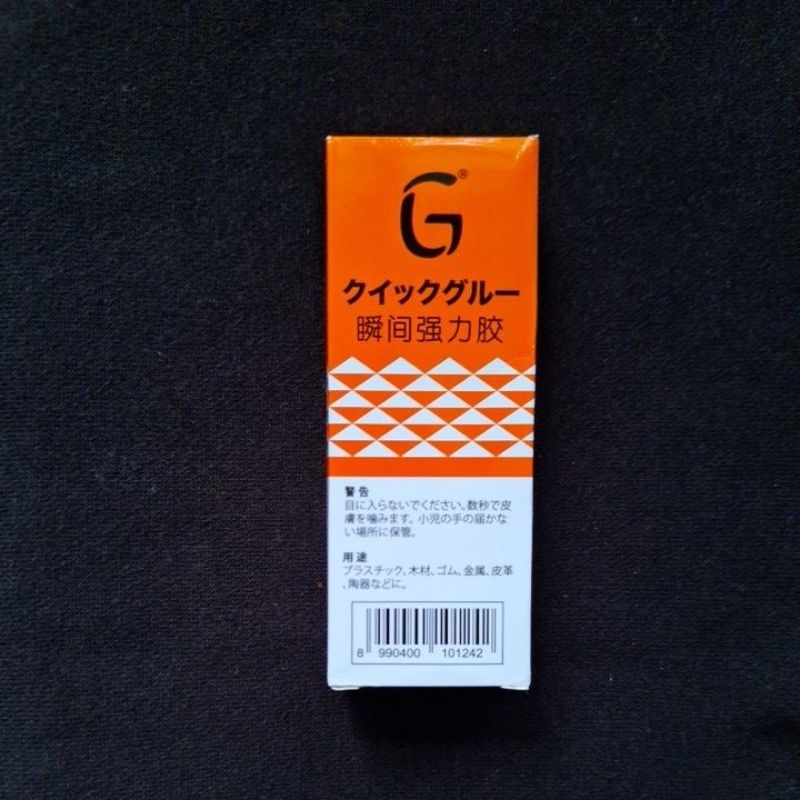 G®
クイックグルー
瞬间强力胶
警告
目に入らないでください。数秒で皮
膚を噛みます。小児の手の届かな
い場所に保管。
用途
プラスチック、木材、ゴム、金属、皮革
、陶器などに。
8 990400 101242